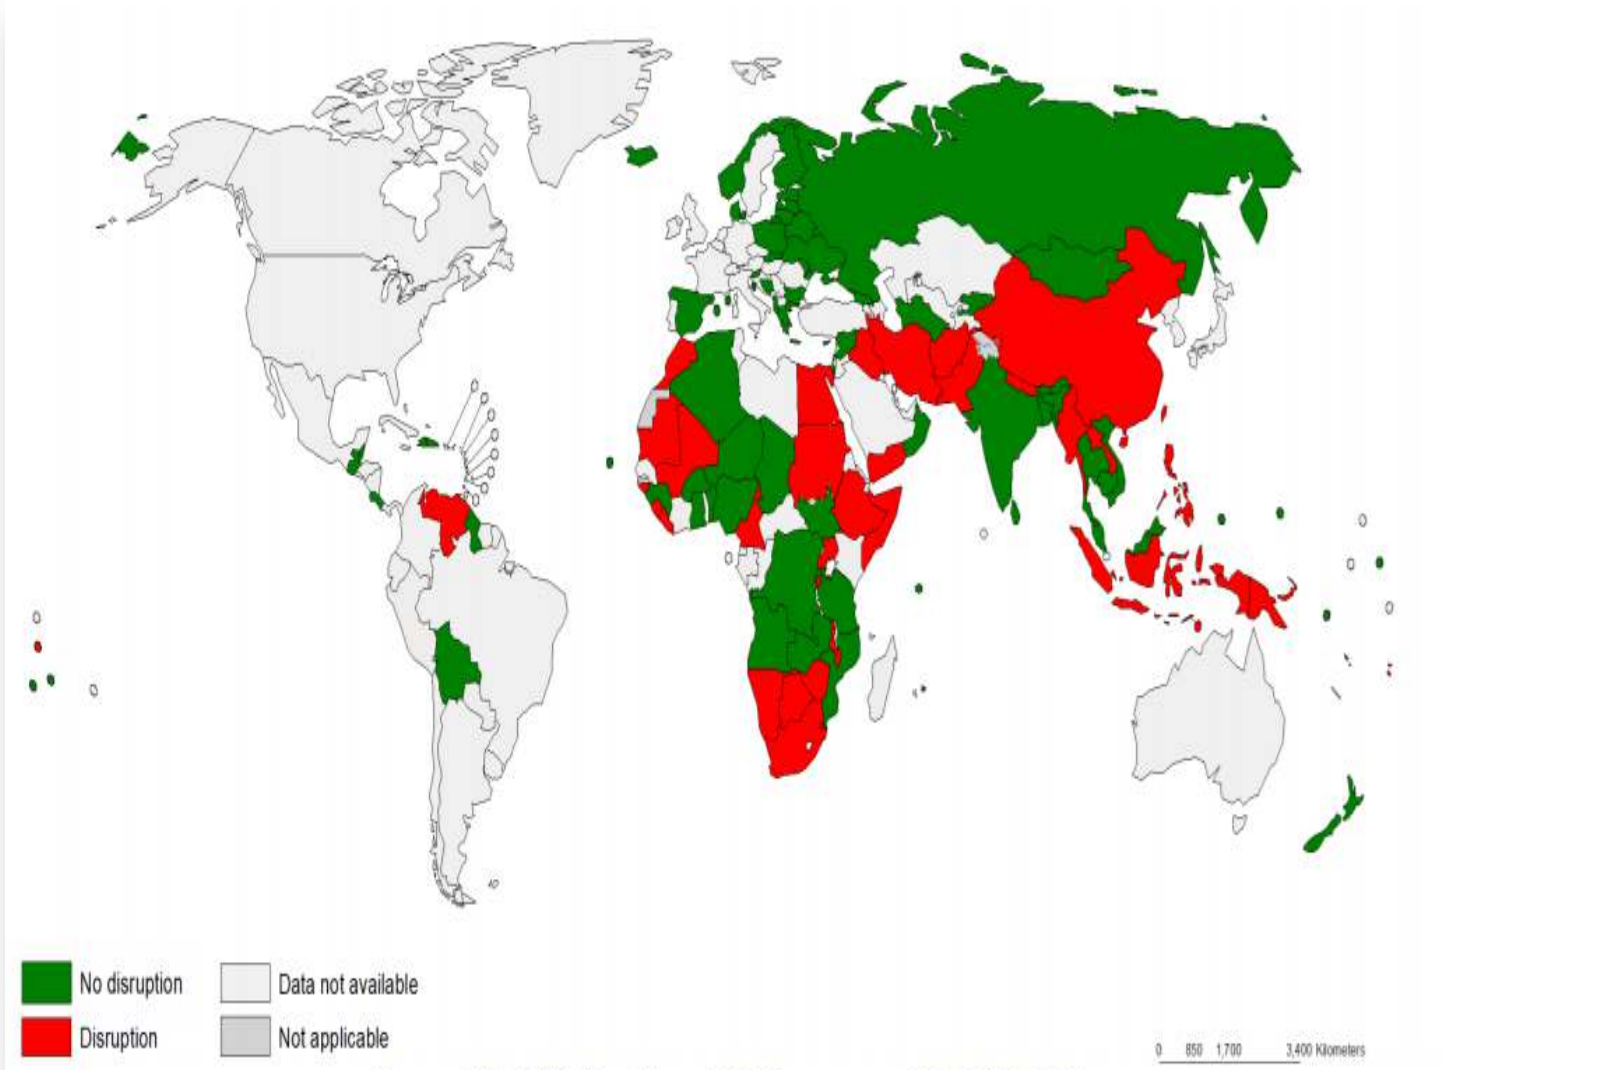 No disruption
Data not available
Disruption
Not applicable
0 850 1,700 3,400 Kilometers